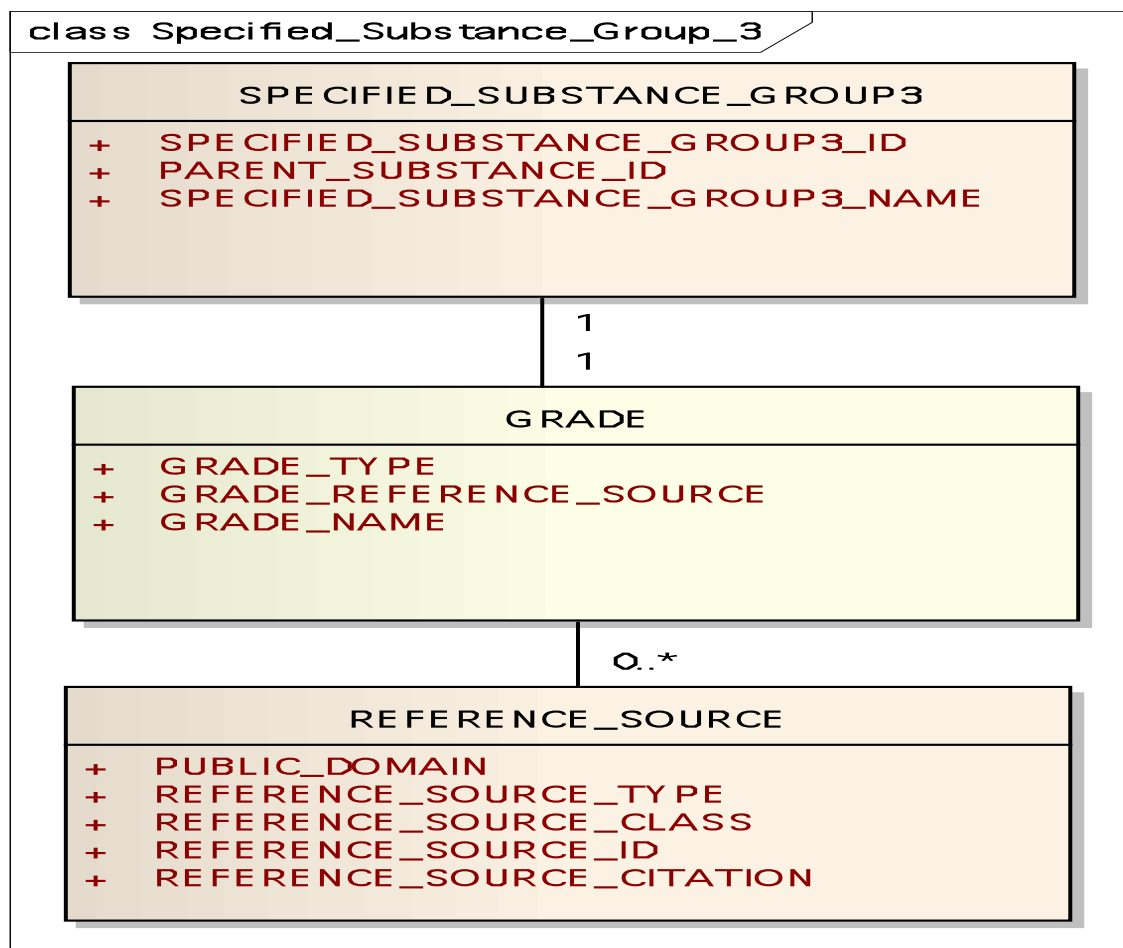 class Specified_Substance_Group_3
SPECIFIED_SUBSTANCE_GROUP3
+ SPECIFIED_SUBSTANCE_GROUP3_ID
+ PARENT_SUBSTANCE_ID
+ SPECIFIED_SUBSTANCE_GROUP3_NAME
1
1
GRADE
+ GRADE_TYPE
+ GRADE_REFERENCE_SOURCE
+ GRADE_NAME
0..*
REFERENCE_SOURCE
+ PUBLIC_DOMAIN
+ REFERENCE_SOURCE_TYPE
+ REFERENCE_SOURCE_CLASS
+ REFERENCE_SOURCE_ID
+ REFERENCE_SOURCE_CITATION